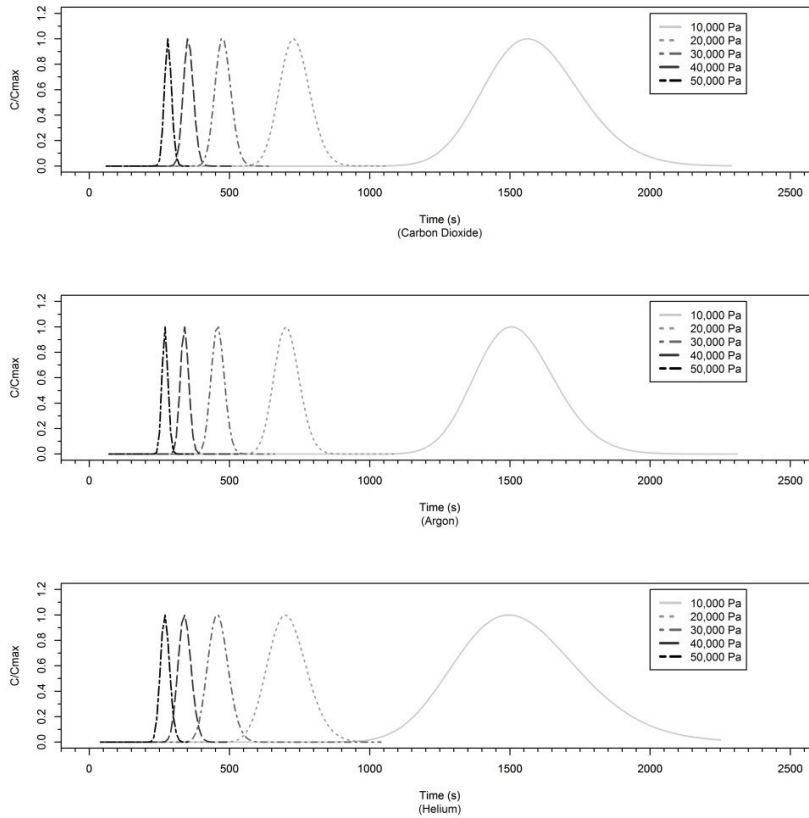 C/Cmax
0.0 0.2 0.4 0.6 0.8 1.0 1.2
10,000 Pa
20,000 Pa
30,000 Pa
40,000 Pa
50,000 Pa
0 500 1000 1500 2000 2500
Time (s)
(Carbon Dioxide)
C/Cmax
0.0 0.2 0.4 0.6 0.8 1.0 1.2
10,000 Pa
20,000 Pa
30,000 Pa
40,000 Pa
50,000 Pa
0 500 1000 1500 2000 2500
Time (s)
(Argon)
C/Cmax
0.0 0.2 0.4 0.6 0.8 1.0 1.2
10,000 Pa
20,000 Pa
30,000 Pa
40,000 Pa
50,000 Pa
0 500 1000 1500 2000 2500
Time (s)
(Helium)